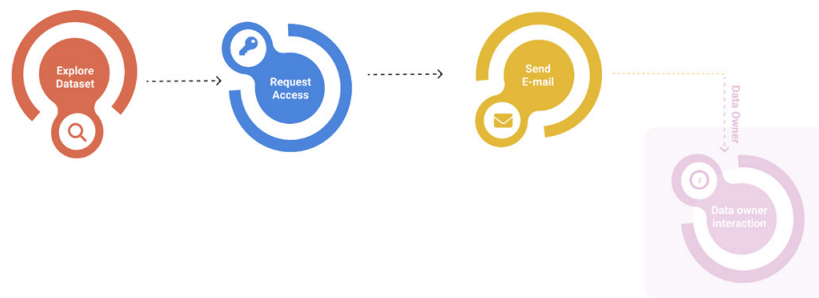 Explore
Dataset
Request
Access
Send
E-mail
Data Owner
Data owner
interaction